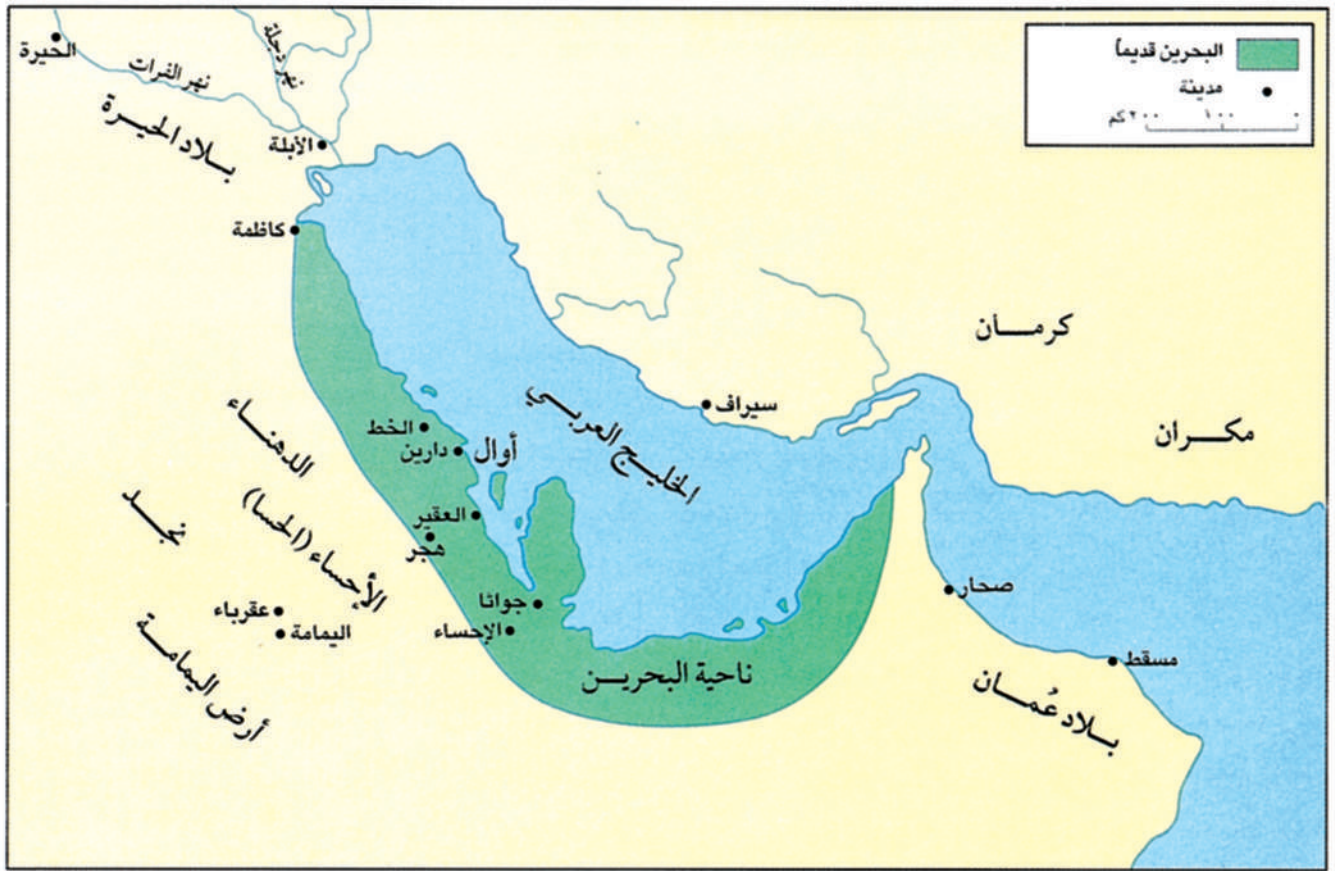 البحرين قديماً
مدينة
٠ ١٠٠ ٢٠٠ كم
الحيرة
نهر الفرات
نهر دجلة
بلاد الحيرة
الأبلة
كاظمة
كرمان
مكران
سيراف
الخليج العربي
الخط
دارين
أوال
العقير
هجر
الدهناء
الأحساء (الحسا)
نجد
عقرباء
اليمامة
أرض اليمامة
جواثا
الإحساء
ناحية البحرين
صحار
مسقط
بلاد عُمان